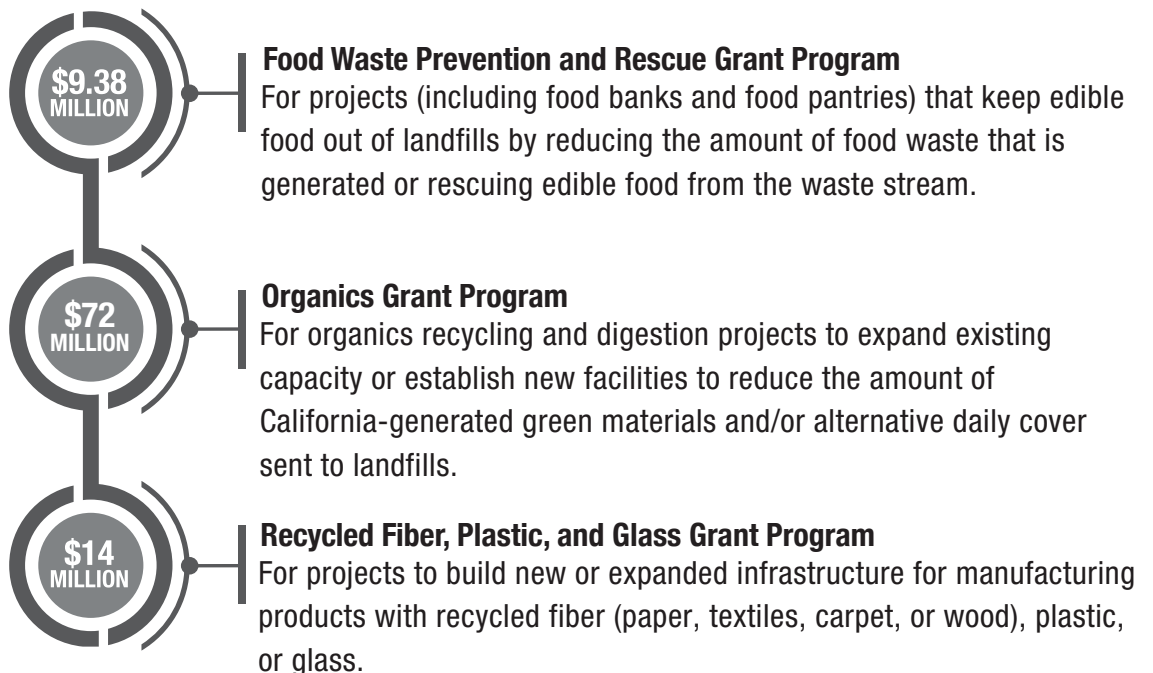 $9.38
MILLION
Food Waste Prevention and Rescue Grant Program
For projects (including food banks and food pantries) that keep edible
food out of landfills by reducing the amount of food waste that is
generated or rescuing edible food from the waste stream.
$72
MILLION
Organics Grant Program
For organics recycling and digestion projects to expand existing
capacity or establish new facilities to reduce the amount of
California-generated green materials and/or alternative daily cover
sent to landfills.
$14
MILLION
Recycled Fiber, Plastic, and Glass Grant Program
For projects to build new or expanded infrastructure for manufacturing
products with recycled fiber (paper, textiles, carpet, or wood), plastic,
or glass.